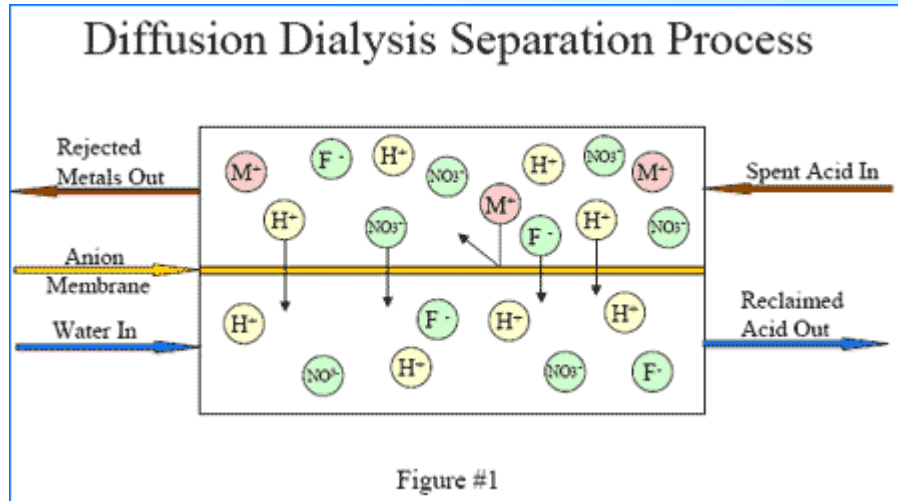 Diffusion Dialysis Separation Process
Rejected
Metals Out
Spent Acid In
Anion
Membrane
Water In
Reclaimed
Acid Out
M+ F - H+ NO3- H+ NO3- M+
H+ NO3- M+ F - H+ NO3-
H+ F - H+ H+
NO3- H+ NO3- F-
Figure #1